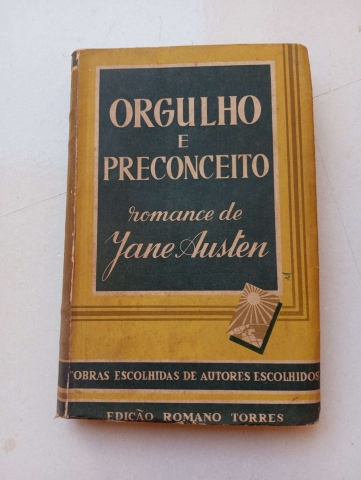 ORGULHO
E
PRECONCEITO
romance de
Jane Austen
OBRAS ESCOLHIDAS DE AUTORES ESCOLHIDOS
EDIÇÃO ROMANO TORRES